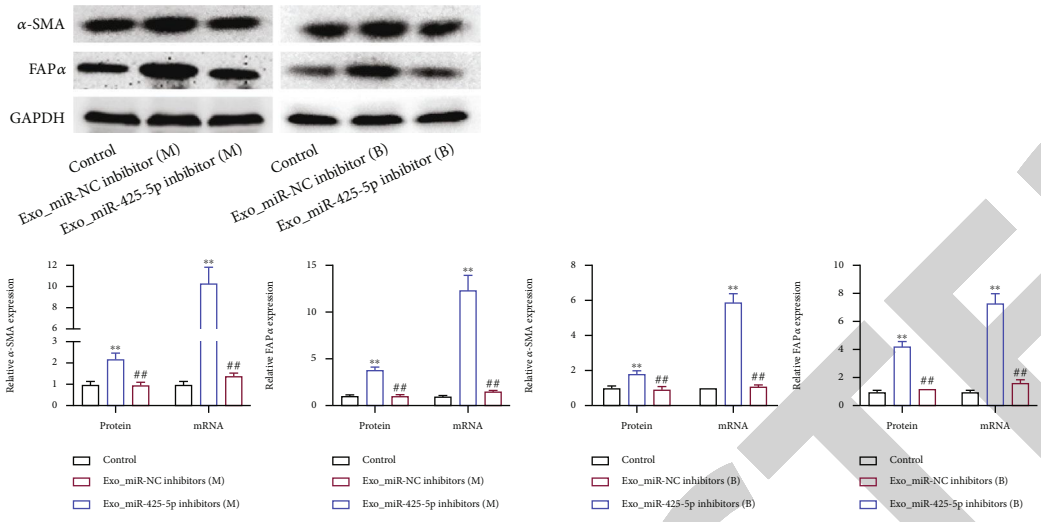 α-SMA
FAPα
GAPDH
Control
Exo_miR-NC inbibitor (M)
Exo_miR-425-5p inbibitor (M)
Control
Exo_miR-NC inbibitor (B)
Exo_miR-425-5p inbibitor (B)
Relative α-SMA expression
12
10
8
6
3
2
1
0
**
##
**
##
Protein
mRNA
Control
Exo_miR-NC inhibitors (M)
Exo_miR-425-5p inhibitors (M)
Relative FAPα expression
15
10
5
0
**
##
**
##
Protein
mRNA
Control
Exo_miR-NC inhibitors (M)
Exo_miR-425-5p inhibitors (M)
Relative α-SMA expression
8
6
4
2
0
**
##
**
##
Protein
mRNA
Control
Exo_miR-NC inhibitors (B)
Exo_miR-425-5p inhibitors (B)
Relative FAPα expression
10
8
6
4
2
0
**
##
**
##
Protein
mRNA
Control
Exo_miR-NC inhibitors (B)
Exo_miR-425-5p inhibitors (B)